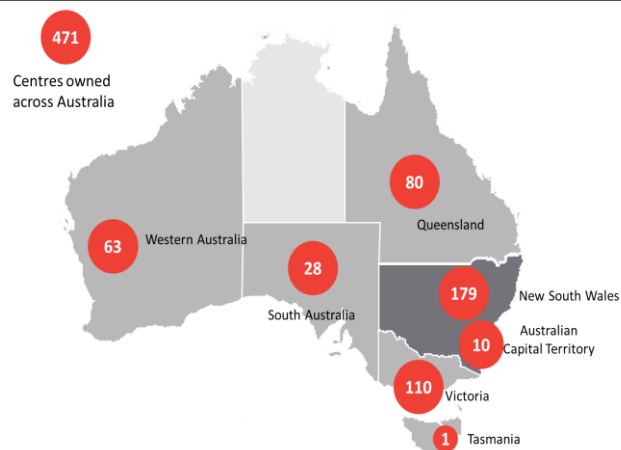 471
Centres owned
across Australia
80
Queensland
63
Western Australia
28
South Australia
179
New South Wales
10
Australian
Capital Territory
110
Victoria
1
Tasmania